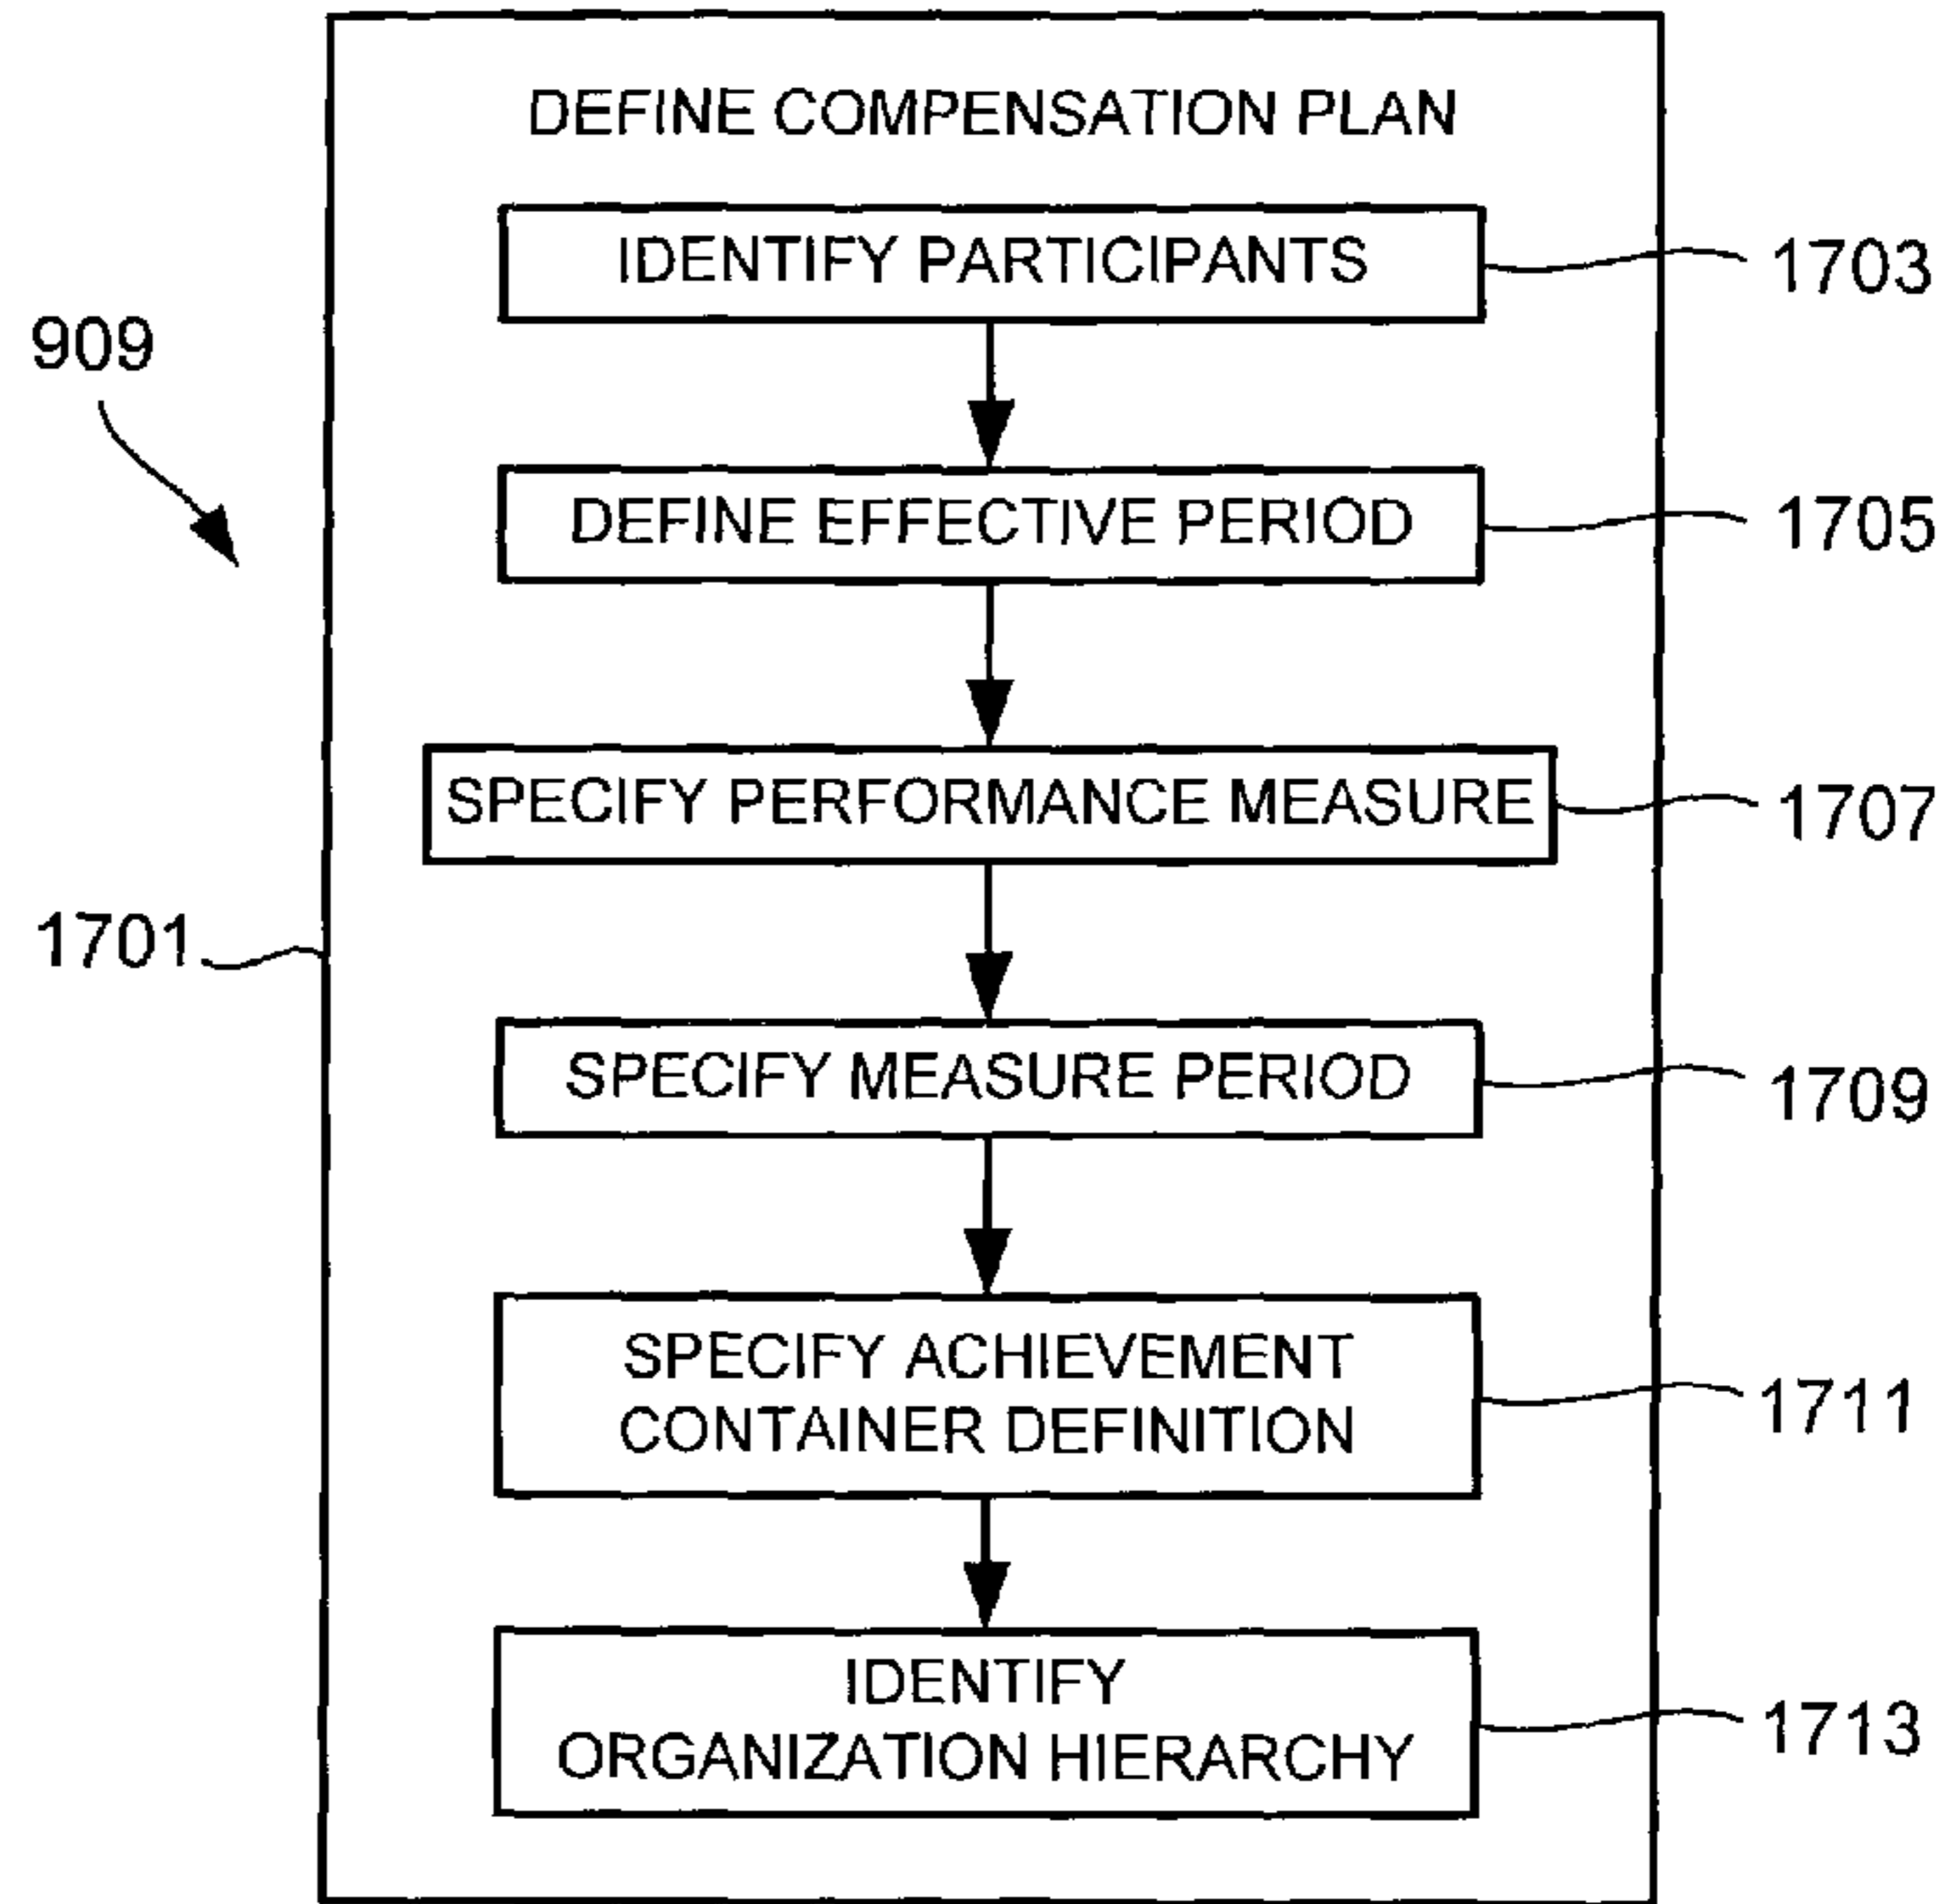 DEFINE COMPENSATION PLAN
IDENTIFY PARTICIPANTS
1703
909
DEFINE EFFECTIVE PERIOD
1705
SPECIFY PERFORMANCE MEASURE
1707
1701
SPECIFY MEASURE PERIOD
1709
SPECIFY ACHIEVEMENT
CONTAINER DEFINITION
1711
IDENTIFY
ORGANIZATION HIERARCHY
1713